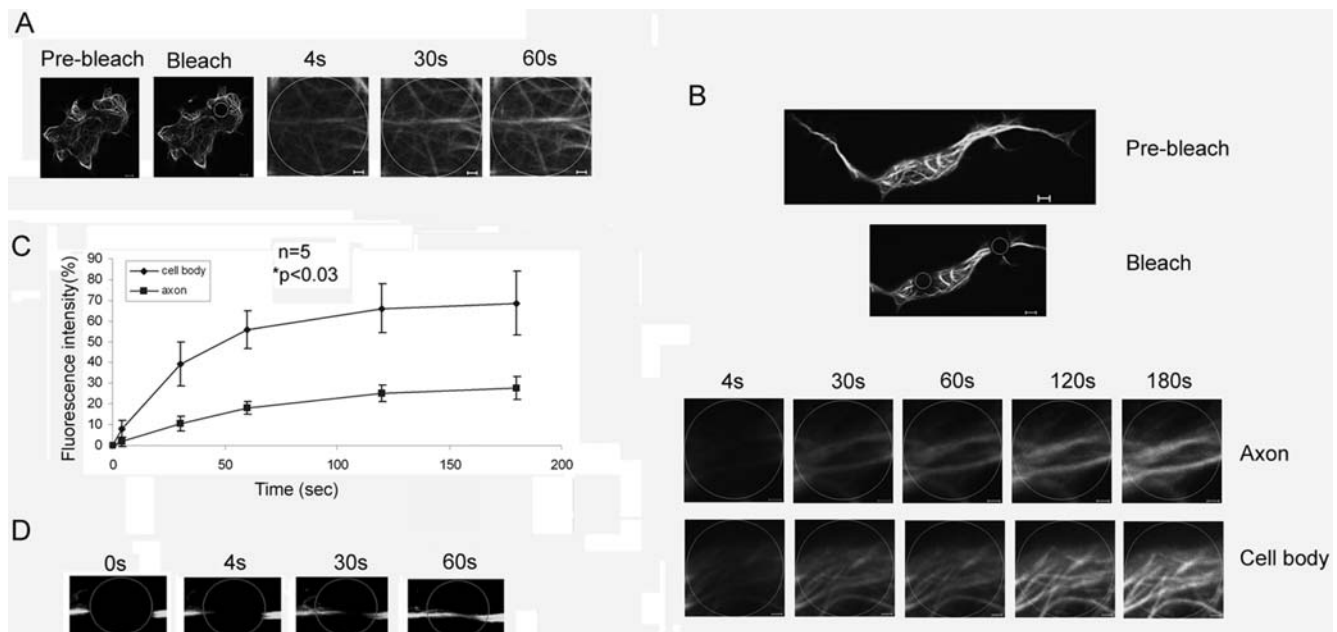 A
Pre-bleach Bleach 4s 30s 60s
B
Pre-bleach
Bleach
C
n=5
*p<0.03
cell body
axon
Fluorescence intensity(%)
90
80
70
60
50
40
30
20
10
0
0 50 100 150 200
Time (sec)
4s 30s 60s 120s 180s
Axon
Cell body
D
0s 4s 30s 60s